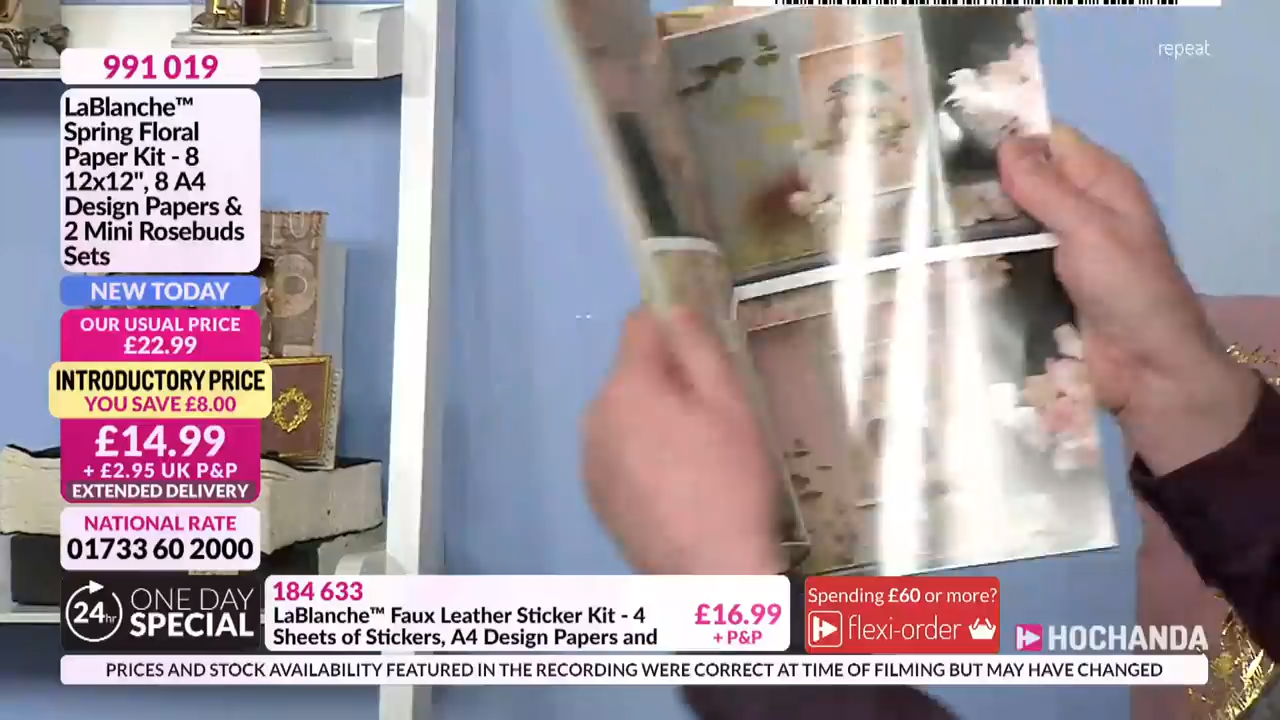 repeat
991 019
LaBlanche™
Spring Floral
Paper Kit - 8
12x12", 8 A4
Design Papers &
2 Mini Rosebuds
Sets
NEW TODAY
OUR USUAL PRICE
£22.99
INTRODUCTORY PRICE
YOU SAVE £8.00
£14.99
+ £2.95 UK P&P
EXTENDED DELIVERY
NATIONAL RATE
01733 60 2000
24hr
ONE DAY
SPECIAL
184 633
LaBlanche™ Faux Leather Sticker Kit - 4
Sheets of Stickers, A4 Design Papers and
£16.99
+ P&P
Spending £60 or more?
flexi-order
HOCHANDA
PRICES AND STOCK AVAILABILITY FEATURED IN THE RECORDING WERE CORRECT AT TIME OF FILMING BUT MAY HAVE CHANGED